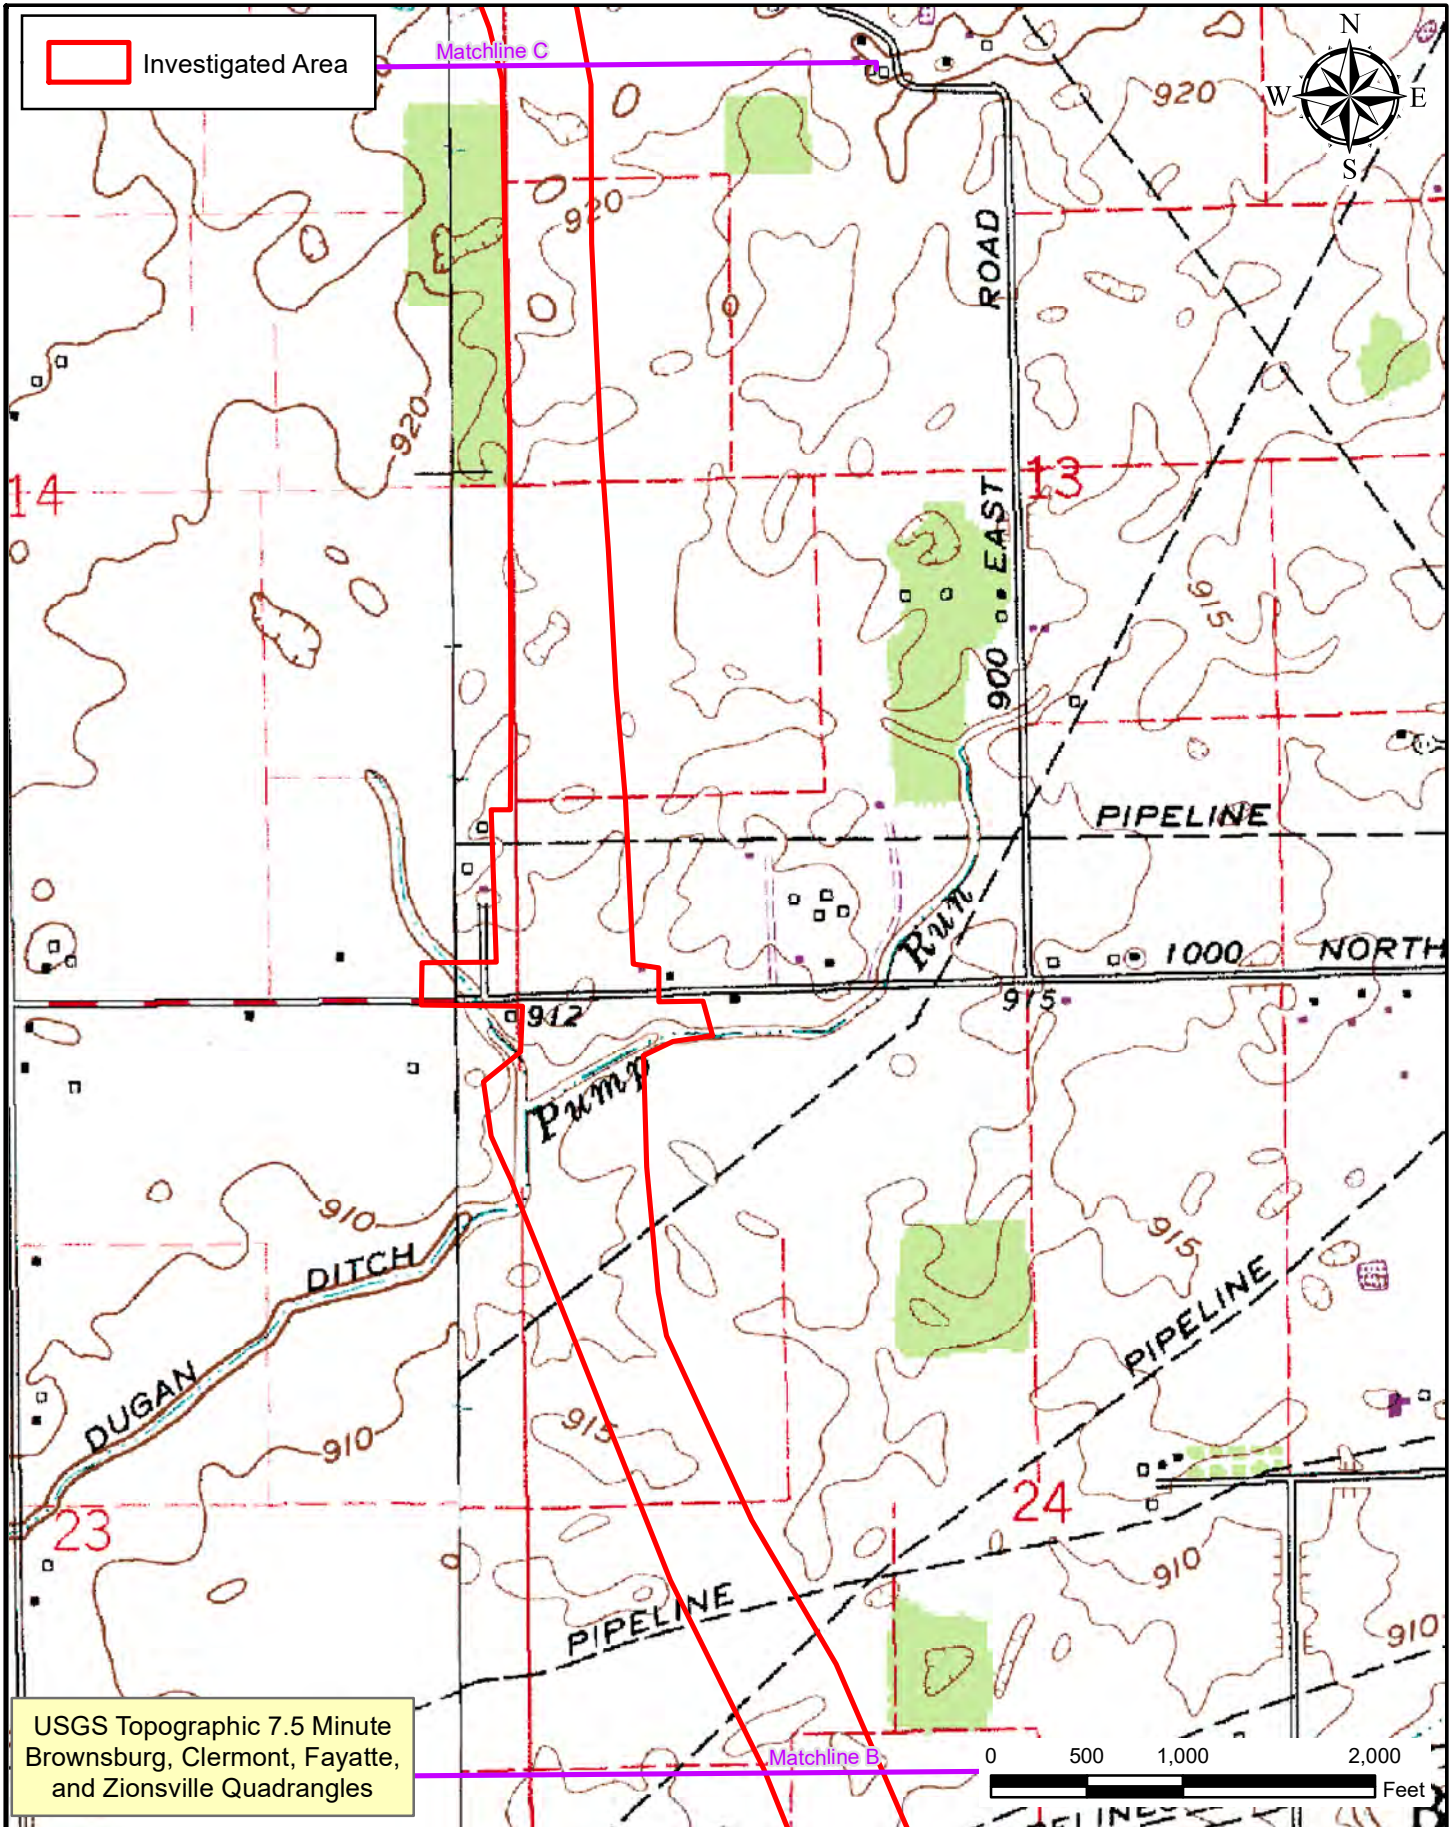 Investigated Area
Matchline C
N
W
E
S
920
920
ROAD
920
14
13
EAST
915
900
PIPELINE
Run
1000 NORTH
912
915
Pump
910
915
DITCH
PIPELINE
DUGAN
915
910
24
23
910
PIPELINE
910
USGS Topographic 7.5 Minute
Brownsburg, Clermont, Fayatte,
and Zionsville Quadrangles
Matchline B
0 500 1,000 2,000
Feet